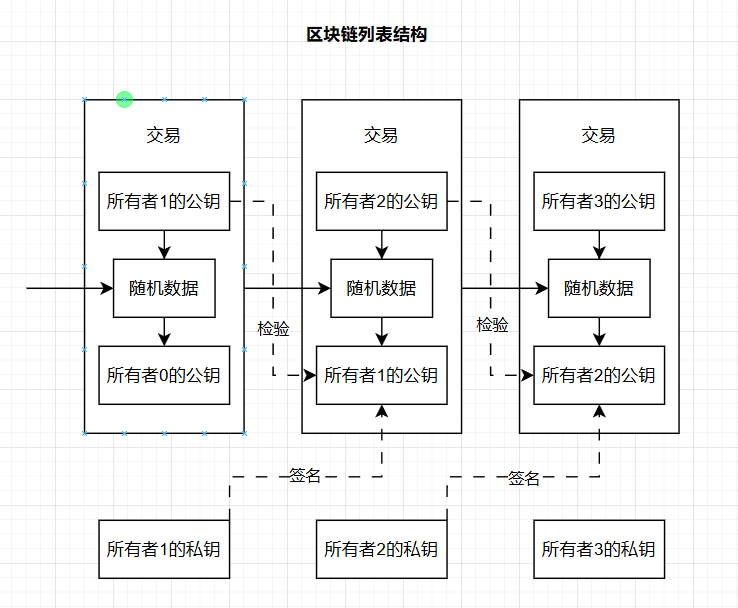 区块链列表结构
交易
交易
交易
所有者1的公钥
所有者2的公钥
所有者3的公钥
随机数据
随机数据
随机数据
检验
检验
所有者0的公钥
所有者1的公钥
所有者2的公钥
签名
签名
所有者1的私钥
所有者2的私钥
所有者3的私钥